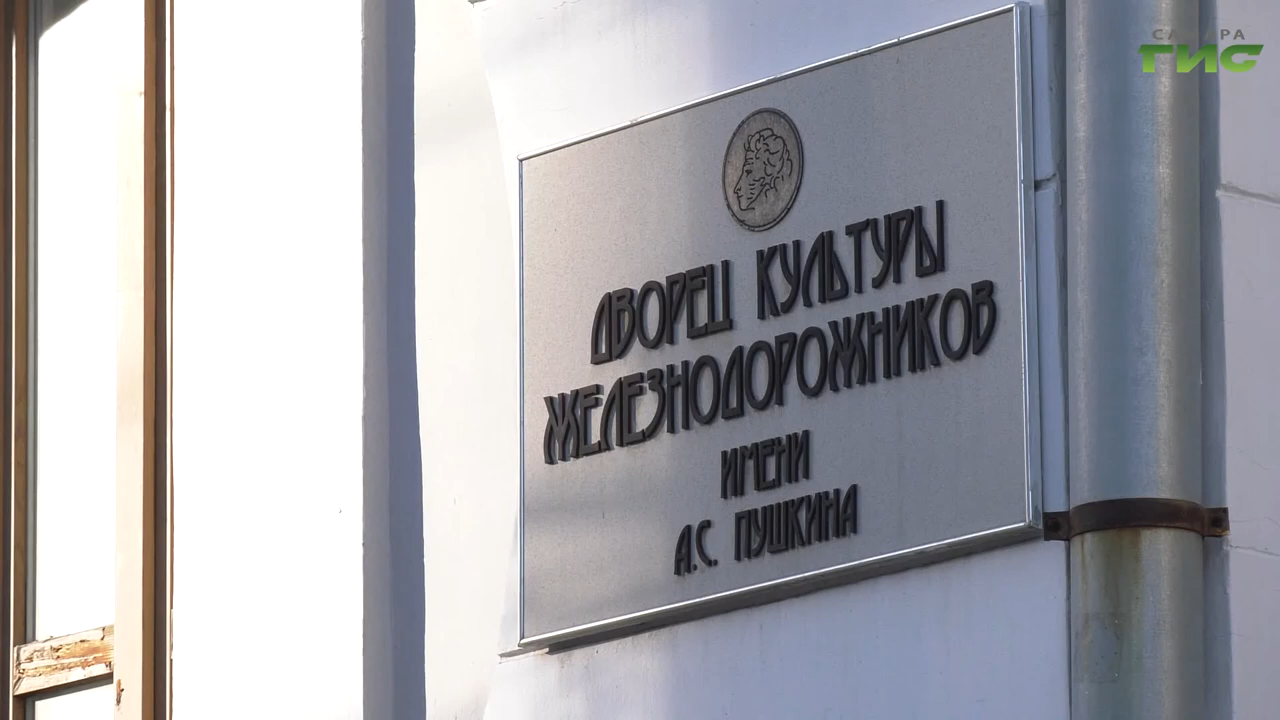 САМАРА
ГИС
ДВОРЕЦ КУЛЬТУРЫ
ЖЕЛЕЗНОДОРОЖНИКОВ
ИМЕНИ
А.С. ПУШКИНА